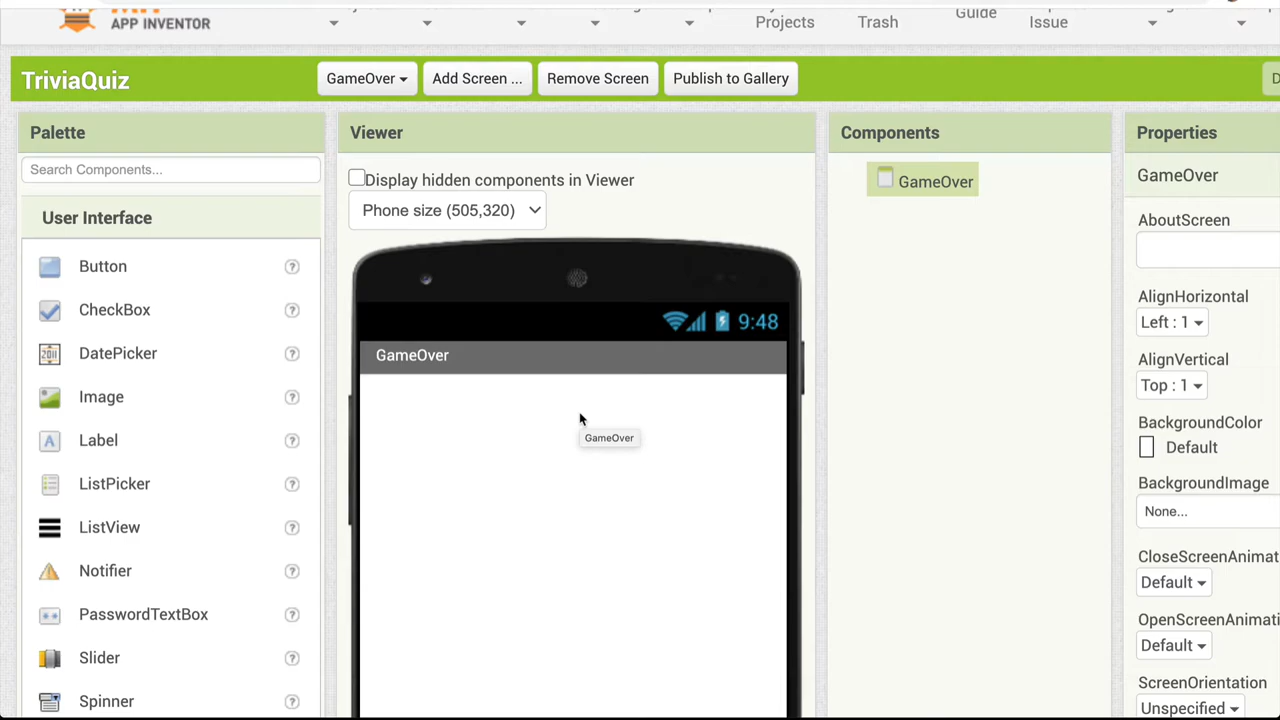 APP INVENTOR
Projects
Trash
Guide
Issue
TriviaQuiz
GameOver
Add Screen ...
Remove Screen
Publish to Gallery
Palette
Search Components...
User Interface
Button
CheckBox
DatePicker
Image
Label
ListPicker
ListView
Notifier
PasswordTextBox
Slider
Spinner
Viewer
Display hidden components in Viewer
Phone size (505,320)
9:48
GameOver
GameOver
Components
GameOver
Properties
GameOver
AboutScreen
AlignHorizontal
Left : 1
AlignVertical
Top : 1
BackgroundColor
Default
BackgroundImage
None...
CloseScreenAnimat
Default
OpenScreenAnimati
Default
ScreenOrientation
Unspecified